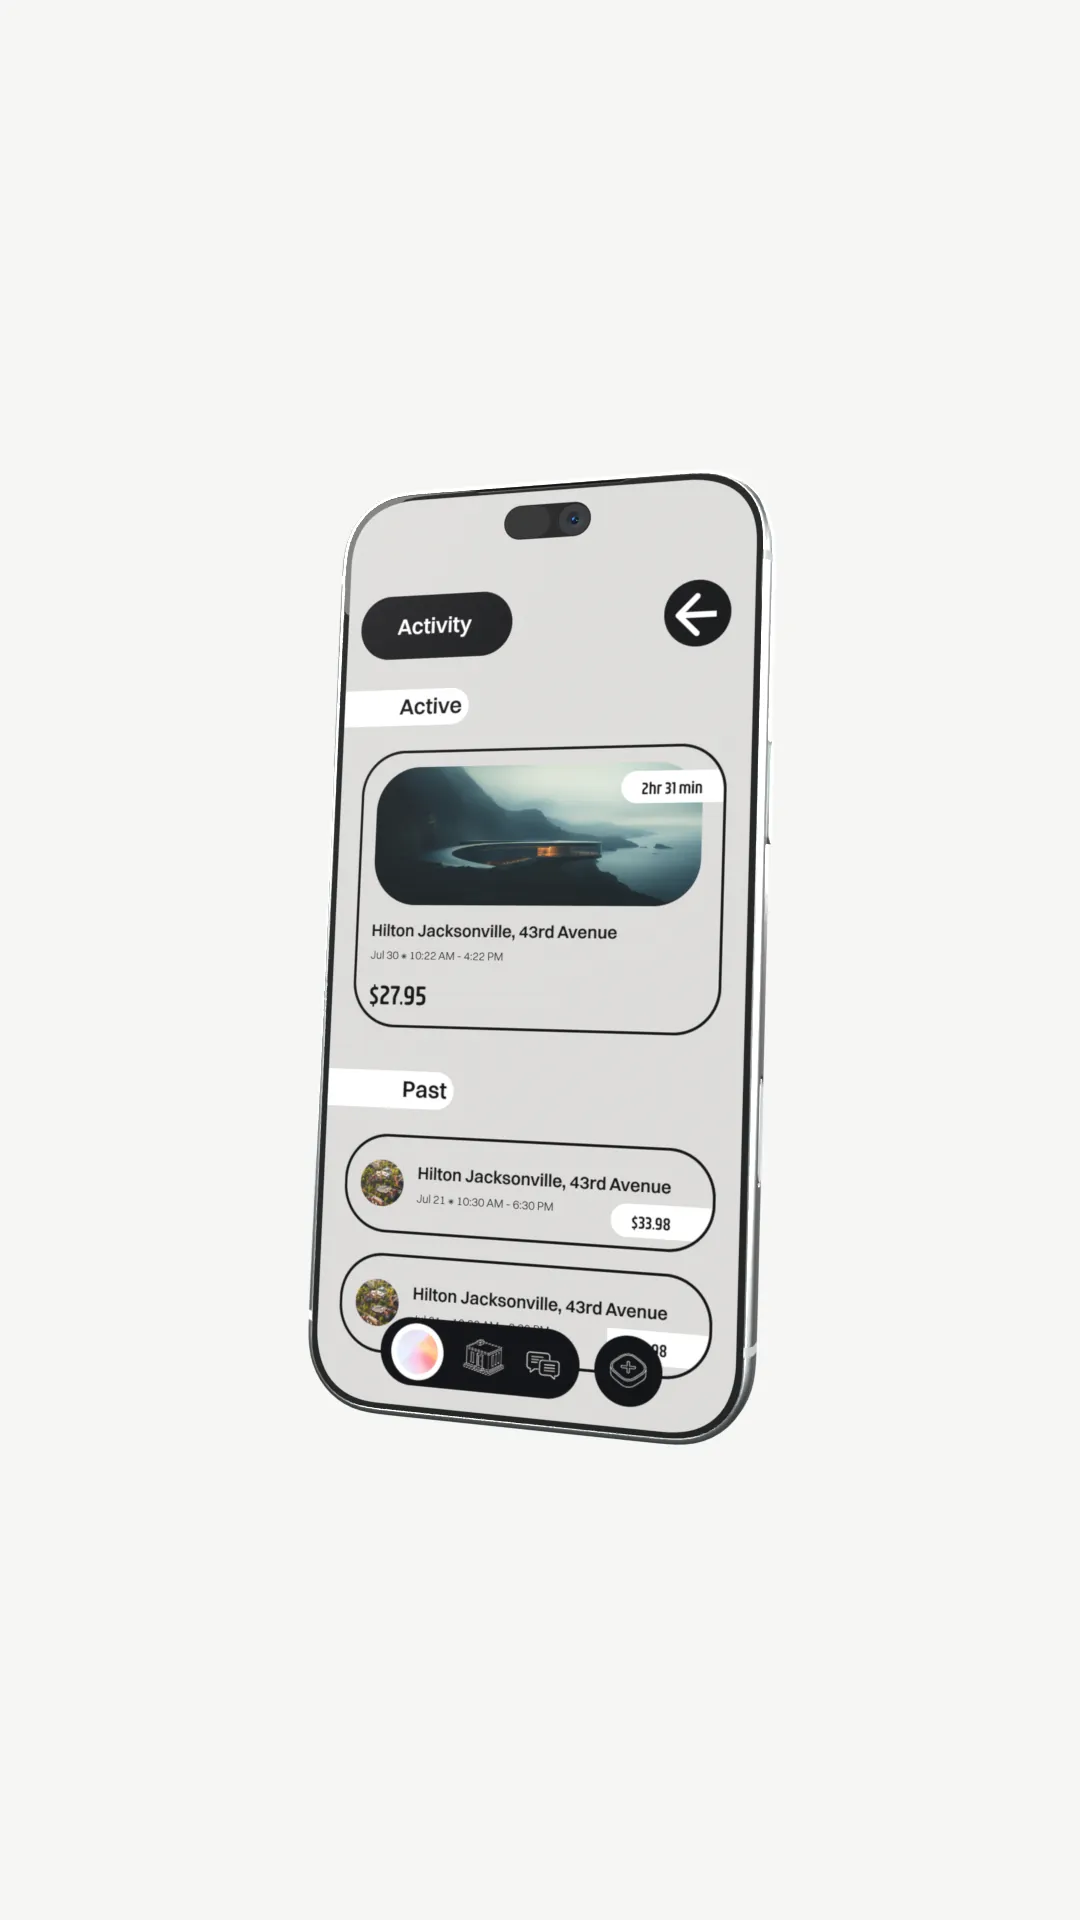 Activity
Active
2hr 31 min
Hilton Jacksonville, 43rd Avenue
Jul 30 • 10:22 AM - 4:22 PM
$27.95
Past
Hilton Jacksonville, 43rd Avenue
Jul 21 • 10:30 AM - 6:30 PM
$33.98
Hilton Jacksonville, 43rd Avenue
98